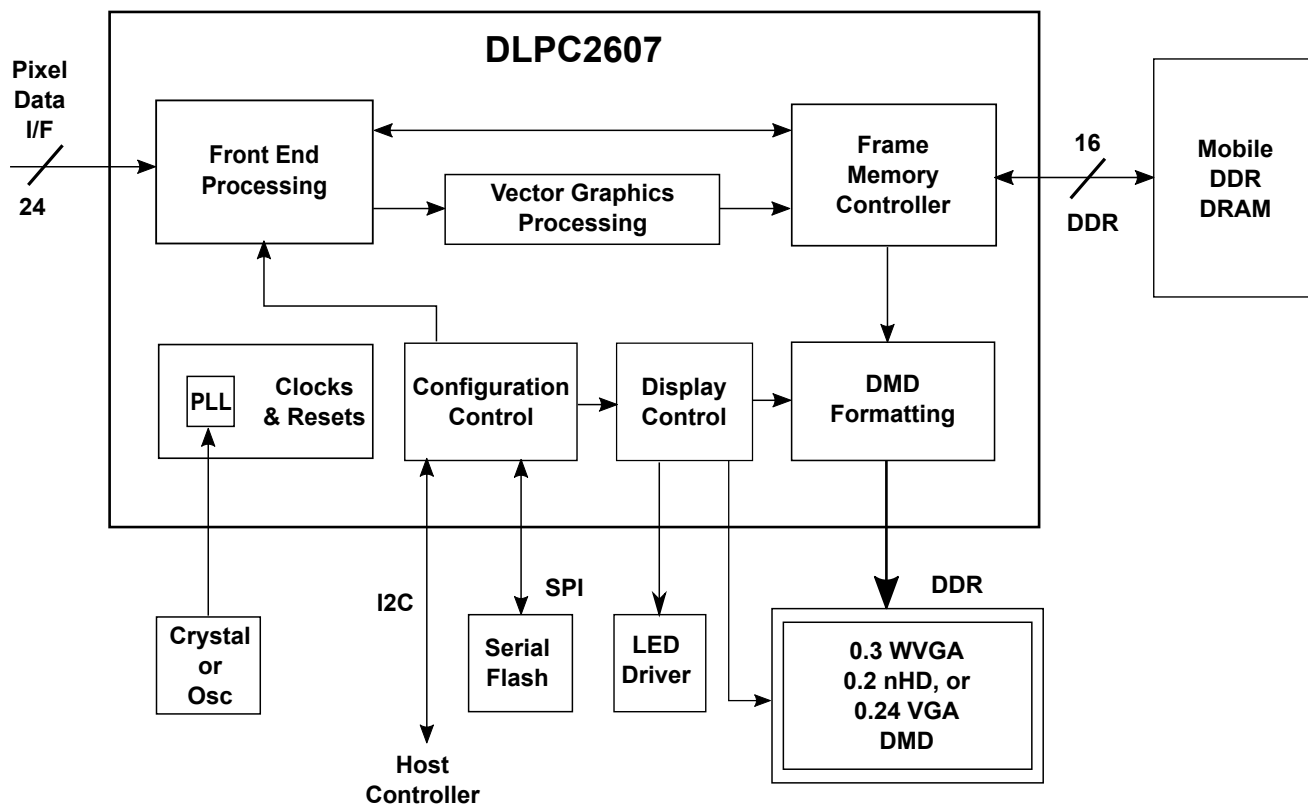 DLPC2607
Pixel
Data
I/F
24
Front End
Processing
Vector Graphics
Processing
Frame
Memory
Controller
16
DDR
Mobile
DDR
DRAM
PLL
Clocks
& Resets
Configuration
Control
Display
Control
DMD
Formatting
I2C
SPI
DDR
Crystal
or
Osc
Serial
Flash
LED
Driver
0.3 WVGA
0.2 nHD, or
0.24 VGA
DMD
Host
Controller